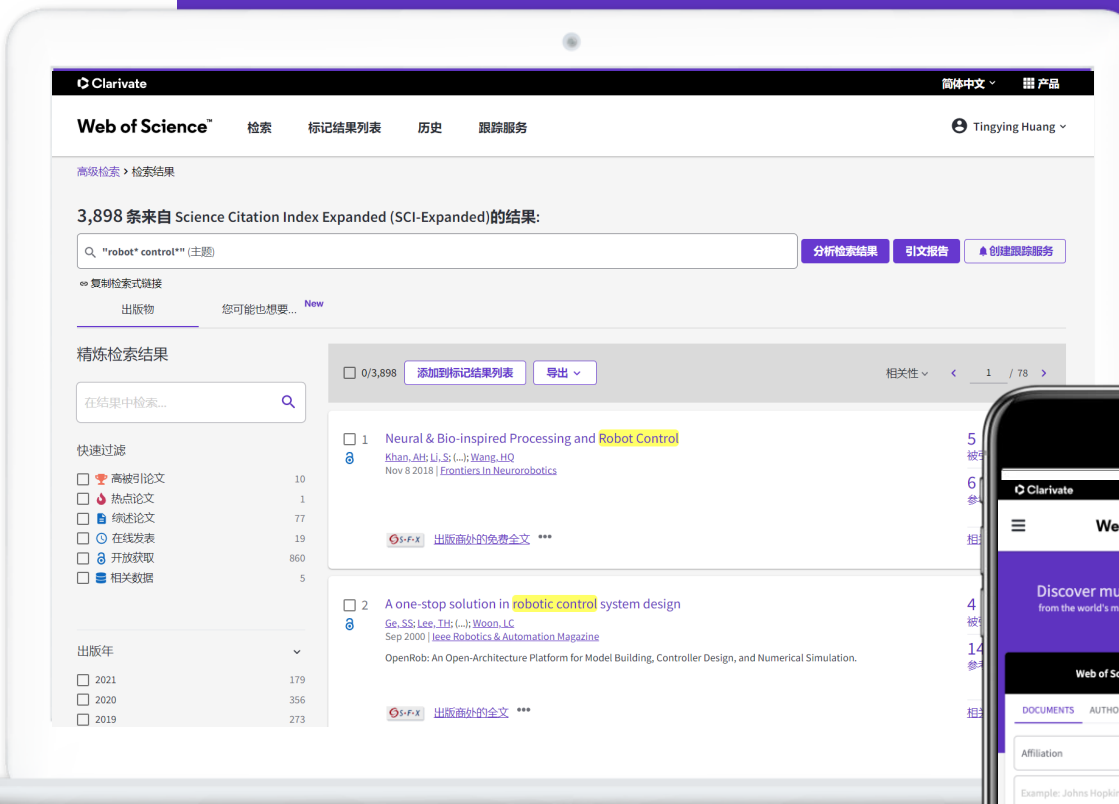 Clarivate 简体中文 产品
Web of Science™ 检索 标记结果列表 历史 跟踪服务 Tingying Huang
高级检索 > 检索结果
3,898 条来自 Science Citation Index Expanded (SCI-Expanded)的结果:
"robot* control*" (主题) 分析检索结果 引文报告 创建跟踪服务
复制检索式链接
出版物 您可能也想要... New
精炼检索结果
在结果中检索...
快速过滤
高被引论文 10
热点论文 1
综述论文 77
在线发表 19
开放获取 860
相关数据 5
出版年
2021 179
2020 356
2019 273
0/3,898 添加到标记结果列表 导出 相关性 < 1 / 78 >
1 Neural & Bio-inspired Processing and Robot Control 5
Khan, AH; Li, S; (...); Wang, HQ
Nov 8 2018 | Frontiers In Neurorobotics
6
S·F·X 出版商处的免费全文 •••
2 A one-stop solution in robotic control system design 4
Ge, SS; Lee, TH; (...); Woon, LC
Sep 2000 | Ieee Robotics & Automation Magazine
14
OpenRob: An Open-Architecture Platform for Model Building, Controller Design, and Numerical Simulation.
S·F·X 出版商处的全文 •••
Clarivate
Discover
from the world's
Web of
DOCUMENTS
Affiliation
Example: Johns